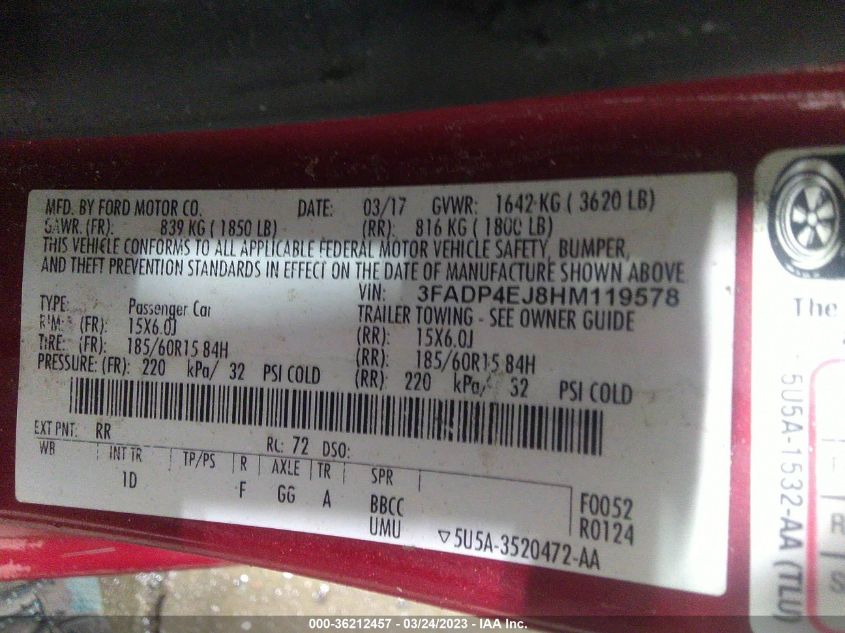 MFD. BY FORD MOTOR CO. DATE: 03/17 GVWR: 1642 KG ( 3620 LB)
GAWR. (FR): 839 KG ( 1850 LB) (RR): 816 KG ( 1800 LB)
THIS VEHICLE CONFORMS TO ALL APPLICABLE FEDERAL MOTOR VEHICLE SAFETY, BUMPER,
AND THEFT PREVENTION STANDARDS IN EFFECT ON THE DATE OF MANUFACTURE SHOWN ABOVE.
VIN: 3FADP4EJ8HM119578
TYPE: Passenger Car TRAILER TOWING - SEE OWNER GUIDE
RIM: (FR): 15X6.0J (RR): 15X6.0J
TIRE: (FR): 185/60R15 84H (RR): 185/60R15 84H
PRESSURE: (FR): 220 kPa/ 32 PSI COLD (RR): 220 kPa/ 32 PSI COLD
EXT PNT: RR RC: 72 DSO:
WB INT TR TP/PS R AXLE TR SPR
1D F GG A BBCC F0052
UMU R0124
▽5U5A-3520472-AA
The
5U5A-1532-AA (TLU)
R
S
000-36212457 - 03/24/2023 - IAA Inc.